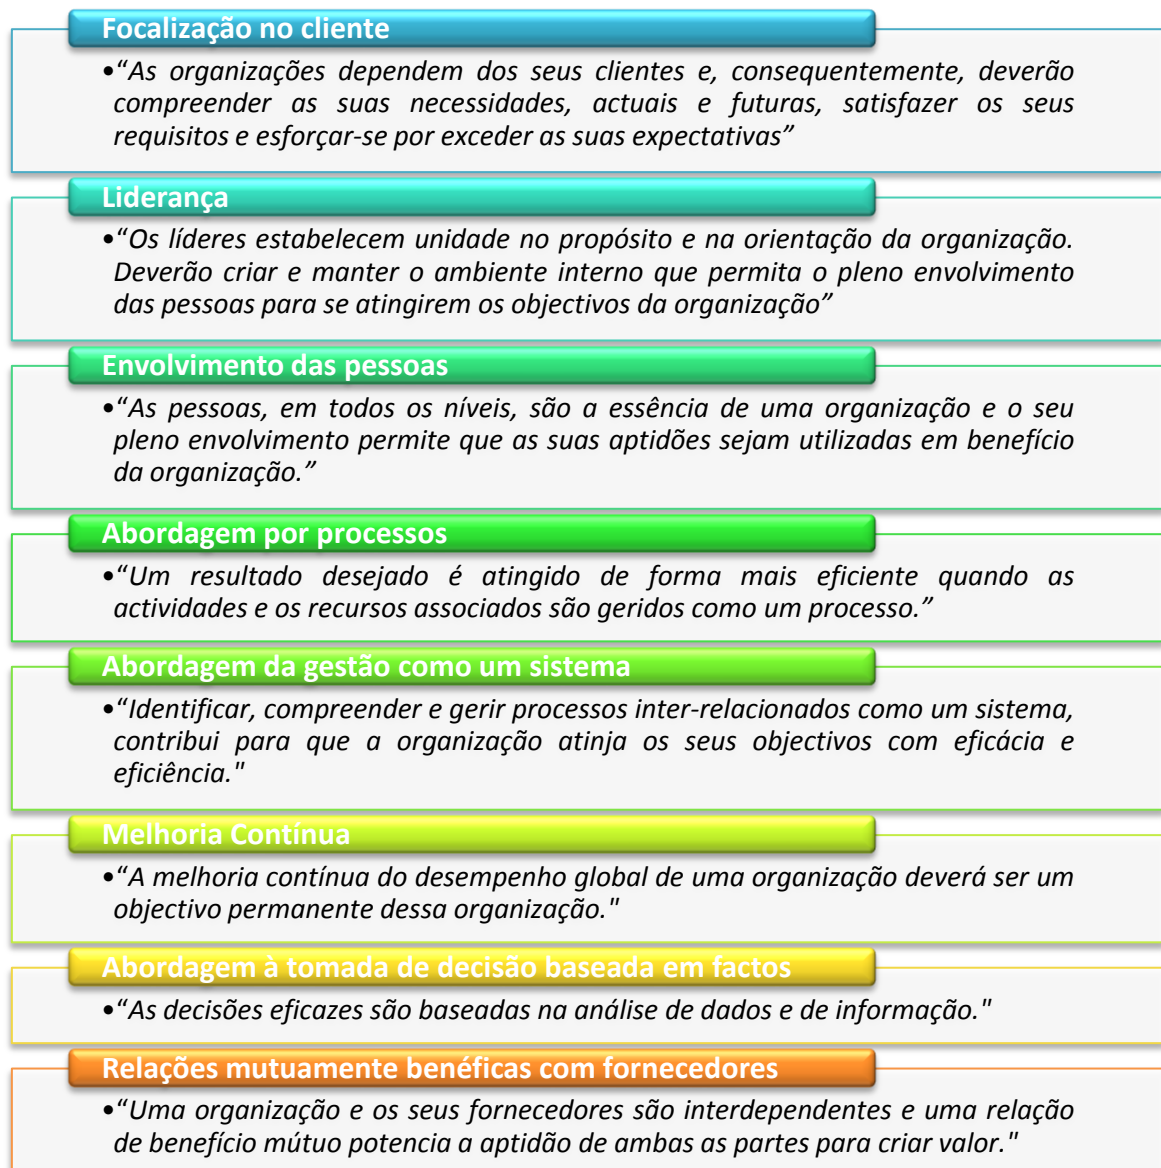 Focalização no cliente
•“As organizações dependem dos seus clientes e, consequentemente, deverão
compreender as suas necessidades, actuais e futuras, satisfazer os seus
requisitos e esforçar-se por exceder as suas expectativas”
Liderança
•“Os líderes estabelecem unidade no propósito e na orientação da organização.
Deverão criar e manter o ambiente interno que permita o pleno envolvimento
das pessoas para se atingirem os objectivos da organização”
Envolvimento das pessoas
•“As pessoas, em todos os níveis, são a essência de uma organização e o seu
pleno envolvimento permite que as suas aptidões sejam utilizadas em benefício
da organização.”
Abordagem por processos
•“Um resultado desejado é atingido de forma mais eficiente quando as
actividades e os recursos associados são geridos como um processo.”
Abordagem da gestão como um sistema
•“Identificar, compreender e gerir processos inter-relacionados como um sistema,
contribui para que a organização atinja os seus objectivos com eficácia e
eficiência."
Melhoria Contínua
•“A melhoria contínua do desempenho global de uma organização deverá ser um
objectivo permanente dessa organização."
Abordagem à tomada de decisão baseada em factos
•“As decisões eficazes são baseadas na análise de dados e de informação."
Relações mutuamente benéficas com fornecedores
•“Uma organização e os seus fornecedores são interdependentes e uma relação
de benefício mútuo potencia a aptidão de ambas as partes para criar valor."